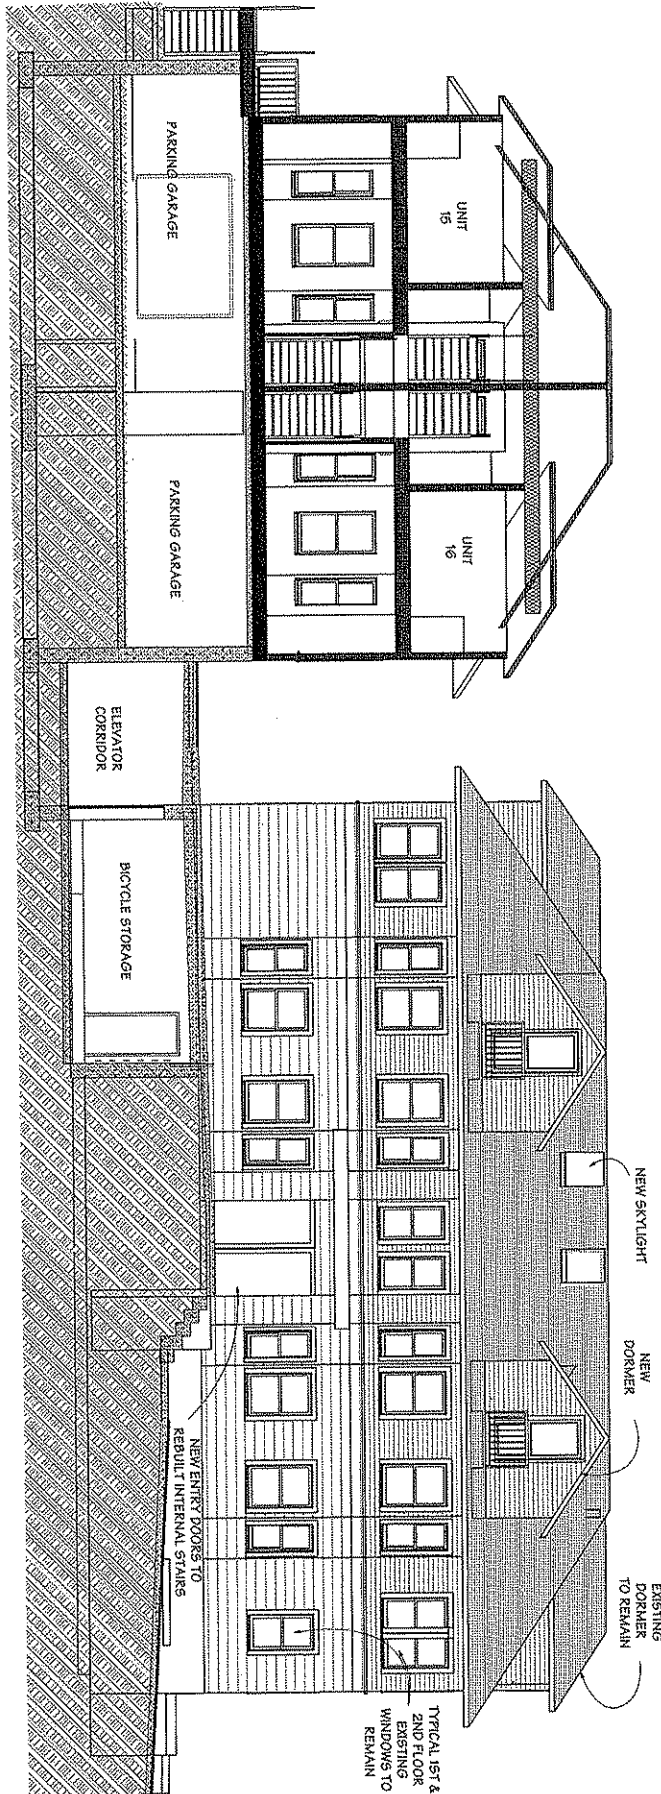 UNIT
15
UNIT
16
PARKING GARAGE
PARKING GARAGE
ELEVATOR
CORRIDOR
BICYCLE STORAGE
NEW SKYLIGHT
NEW
DORMER
EXISTING
DORMER
TO REMAIN
NEW ENTRY DOORS TO
REBUILT INTERNAL STAIRS
TYPICAL 1ST &
2ND FLOOR
EXISTING
WINDOWS TO
REMAIN